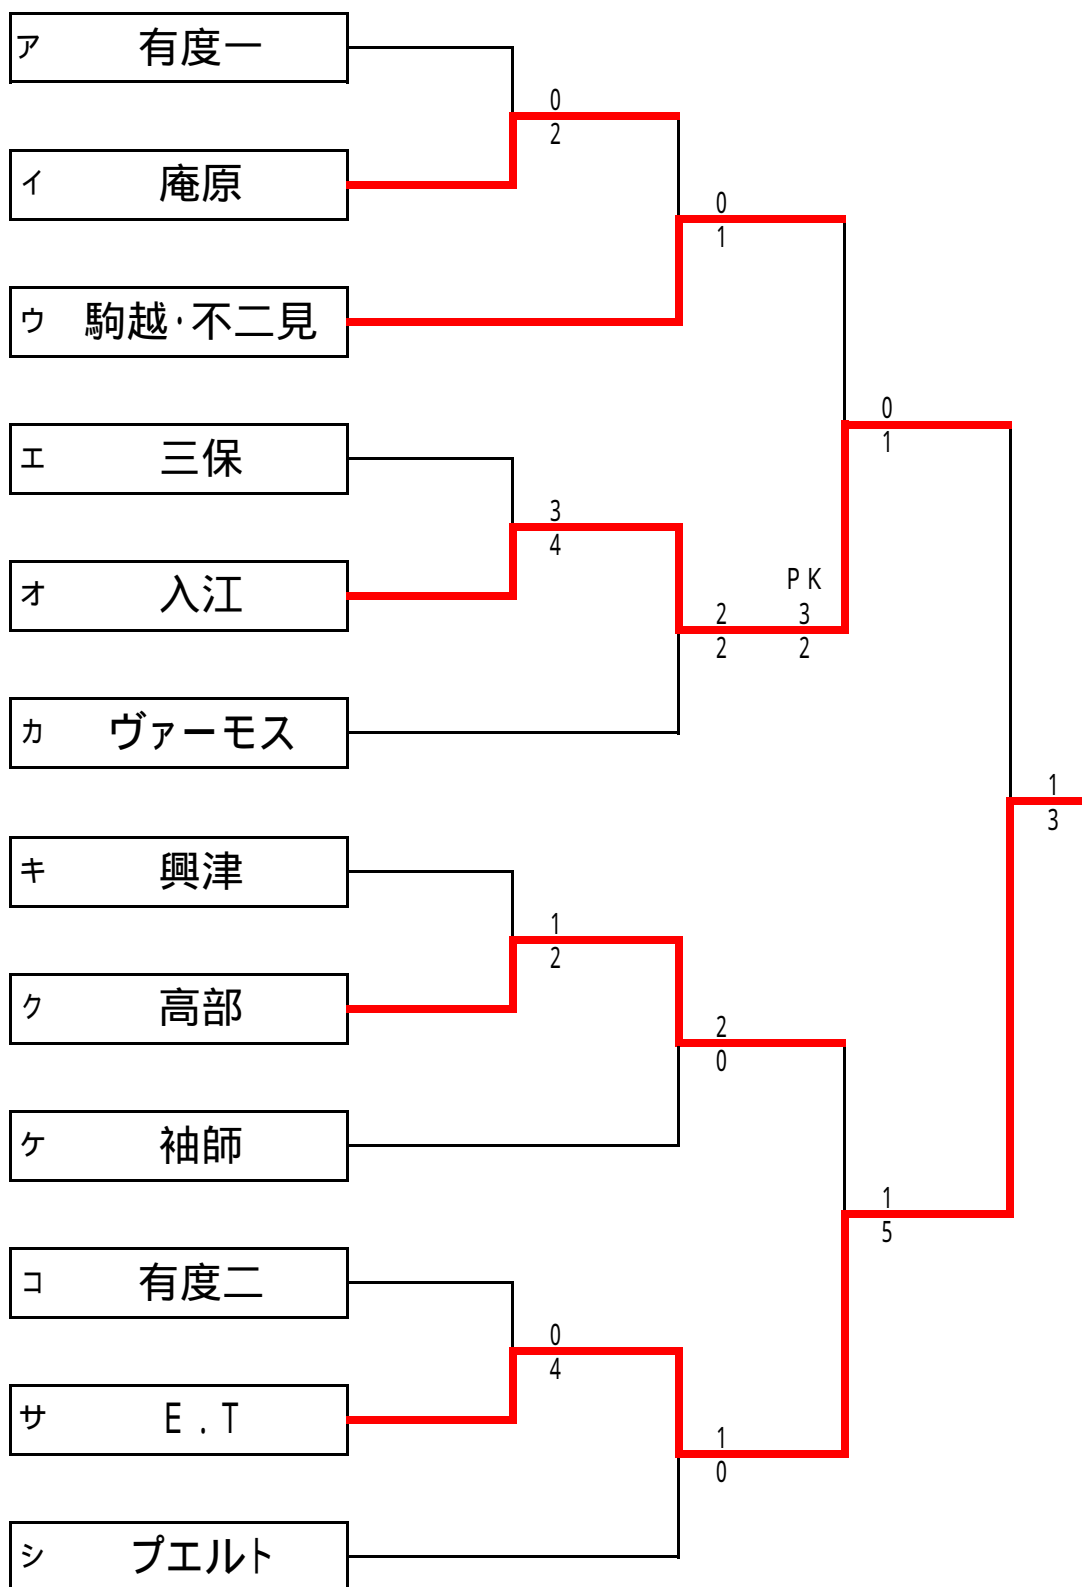 ア 有度一
0
2
イ 庵原
0
1
ウ 駒越・不二見
0
1
エ 三保
3
4
オ 入江
PK
2 3
2 2
カ ヴァーモス
1
3
キ 興津
1
2
ク 高部
2
0
ケ 袖師
1
5
コ 有度二
0
4
サ E.T
1
0
シ プエルト